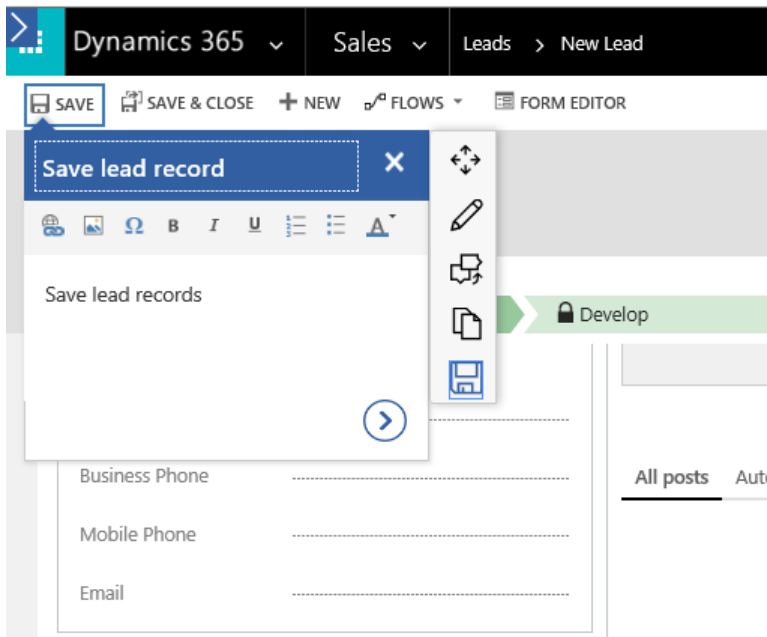 Dynamics 365 Sales Leads > New Lead
SAVE SAVE & CLOSE NEW FLOWS FORM EDITOR
Save lead record
Ω B I U A
Save lead records
Develop
Business Phone
All posts
Mobile Phone
Email